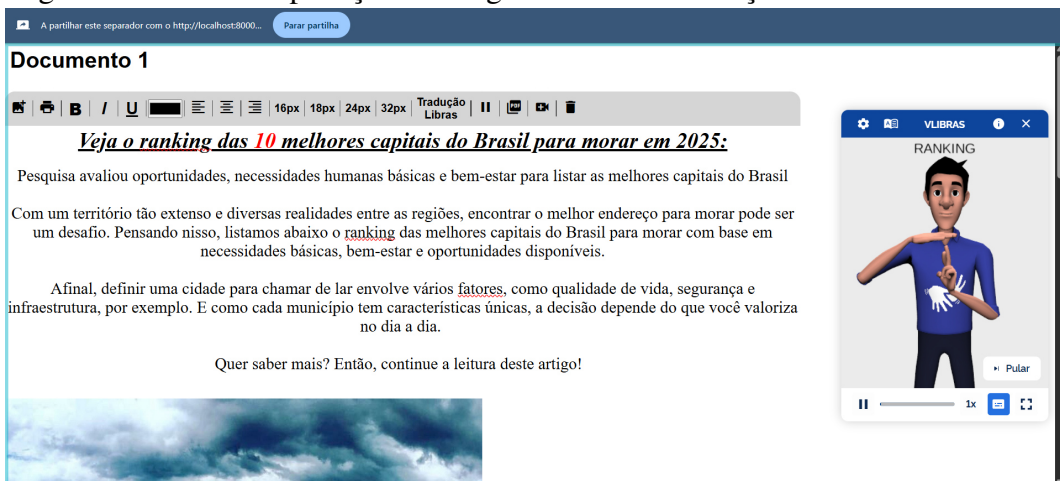 A partilhar este separador com o http://localhost:8000... Parar partilha
Documento 1
B I U 16px 18px 24px 32px Tradução Libras PDF
VLIBRAS
RANKING
Veja o ranking das 10 melhores capitais do Brasil para morar em 2025:
Pesquisa avaliou oportunidades, necessidades humanas básicas e bem-estar para listar as melhores capitais do Brasil
Com um território tão extenso e diversas realidades entre as regiões, encontrar o melhor endereço para morar pode ser
um desafio. Pensando nisso, listamos abaixo o ranking das melhores capitais do Brasil para morar com base em
necessidades básicas, bem-estar e oportunidades disponíveis.
Afinal, definir uma cidade para chamar de lar envolve vários fatores, como qualidade de vida, segurança e
infraestrutura, por exemplo. E como cada município tem características únicas, a decisão depende do que você valoriza
no dia a dia.
Quer saber mais? Então, continue a leitura deste artigo!
Pular
1x